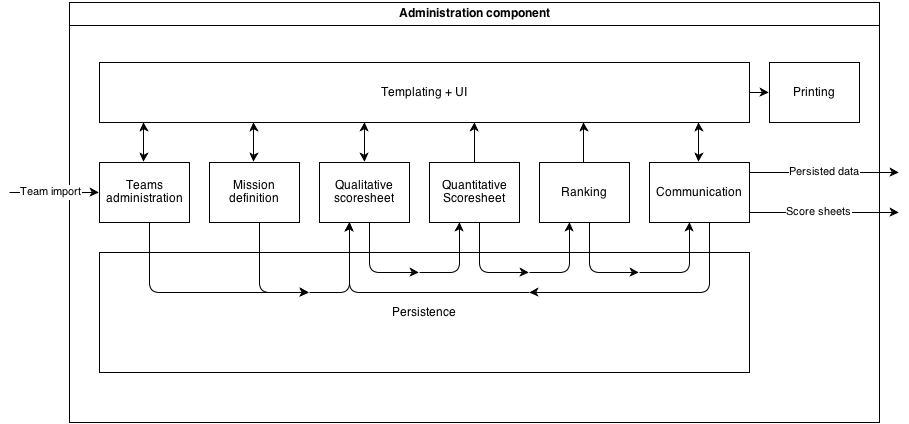 Administration component
Templating + UI
Printing
Team import
Teams
administration
Mission
definition
Qualitative
scoresheet
Quantitative
Scoresheet
Ranking
Communication
Persisted data
Score sheets
Persistence